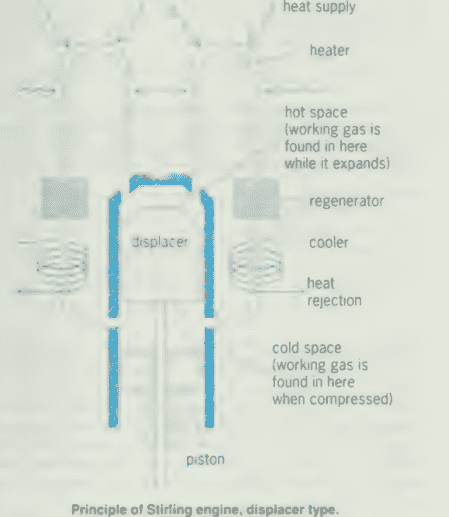 heat supply
heater
hot space
(working gas is
found in here
while it expands)
regenerator
displacer
cooler
heat
rejection
cold space
(working gas is
found in here
when compressed)
piston
Principle of Stirling engine, displacer type.